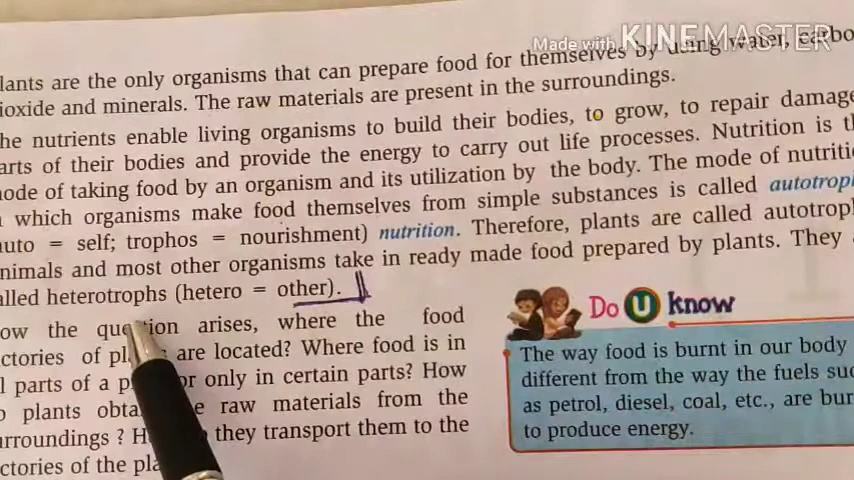 Made with KINEMASTER
lants are the only organisms that can prepare food for themselves by using water, carbo
ioxide and minerals. The raw materials are present in the surroundings.
he nutrients enable living organisms to build their bodies, to grow, to repair damage
arts of their bodies and provide the energy to carry out life processes. Nutrition is th
ode of taking food by an organism and its utilization by the body. The mode of nutriti
which organisms make food themselves from simple substances is called autotroph
uto = self; trophos = nourishment) nutrition. Therefore, plants are called autotroph
nimals and most other organisms take in ready made food prepared by plants. They
alled heterotrophs (hetero = other).
ow the question arises, where the food
ctories of are located? Where food is in
l parts of a or only in certain parts? How
plants the raw materials from the
rroundings ? they transport them to the
ctories of the
Do U know
The way food is burnt in our body
different from the way the fuels suc
as petrol, diesel, coal, etc., are bur
to produce energy.